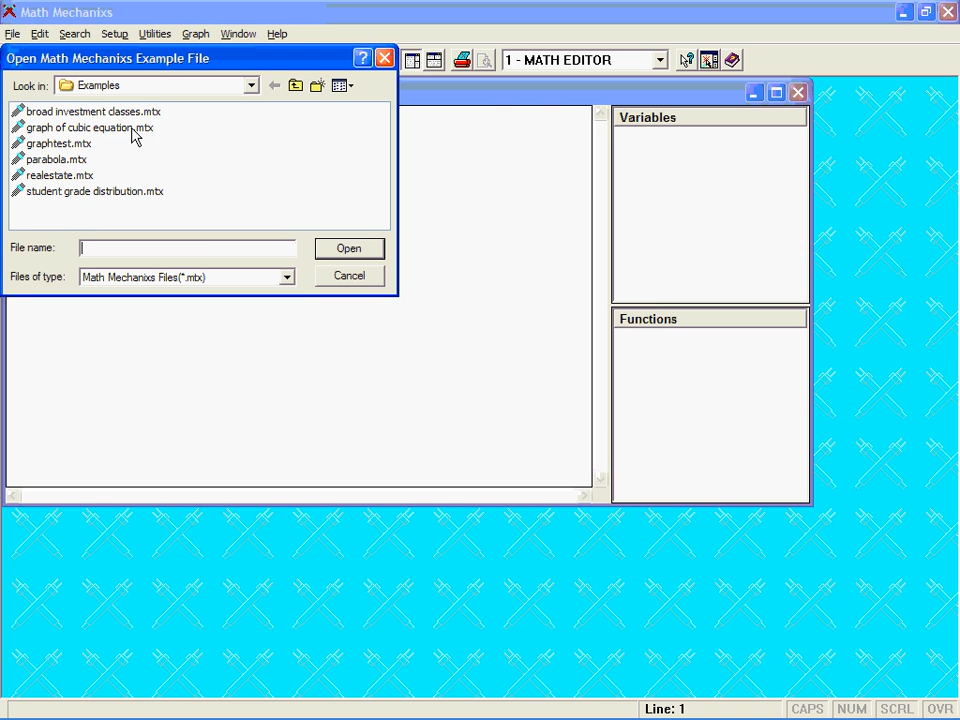 Math Mechanixs
File Edit Search Setup Utilities Graph Window Help
Open Math Mechanixs Example File
1 - MATH EDITOR
Look in: Examples
broad investment classes.mtx
graph of cubic equation.mtx
graphtest.mtx
parabola.mtx
realestate.mtx
student grade distribution.mtx
File name: Open
Files of type: Math Mechanixs Files(*.mtx) Cancel
Variables
Functions
Line: 1 CAPS NUM SCRL OVR